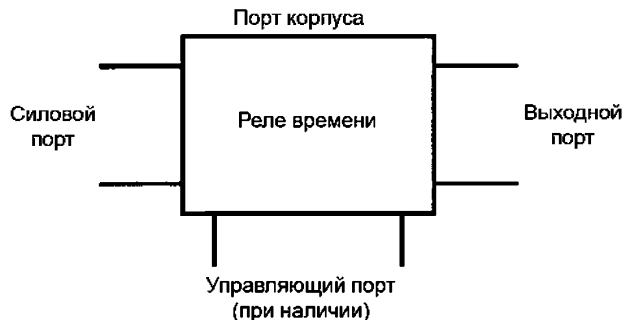 Порт корпуса
Силовой
порт
Реле времени
Выходной
порт
Управляющий порт
(при наличии)